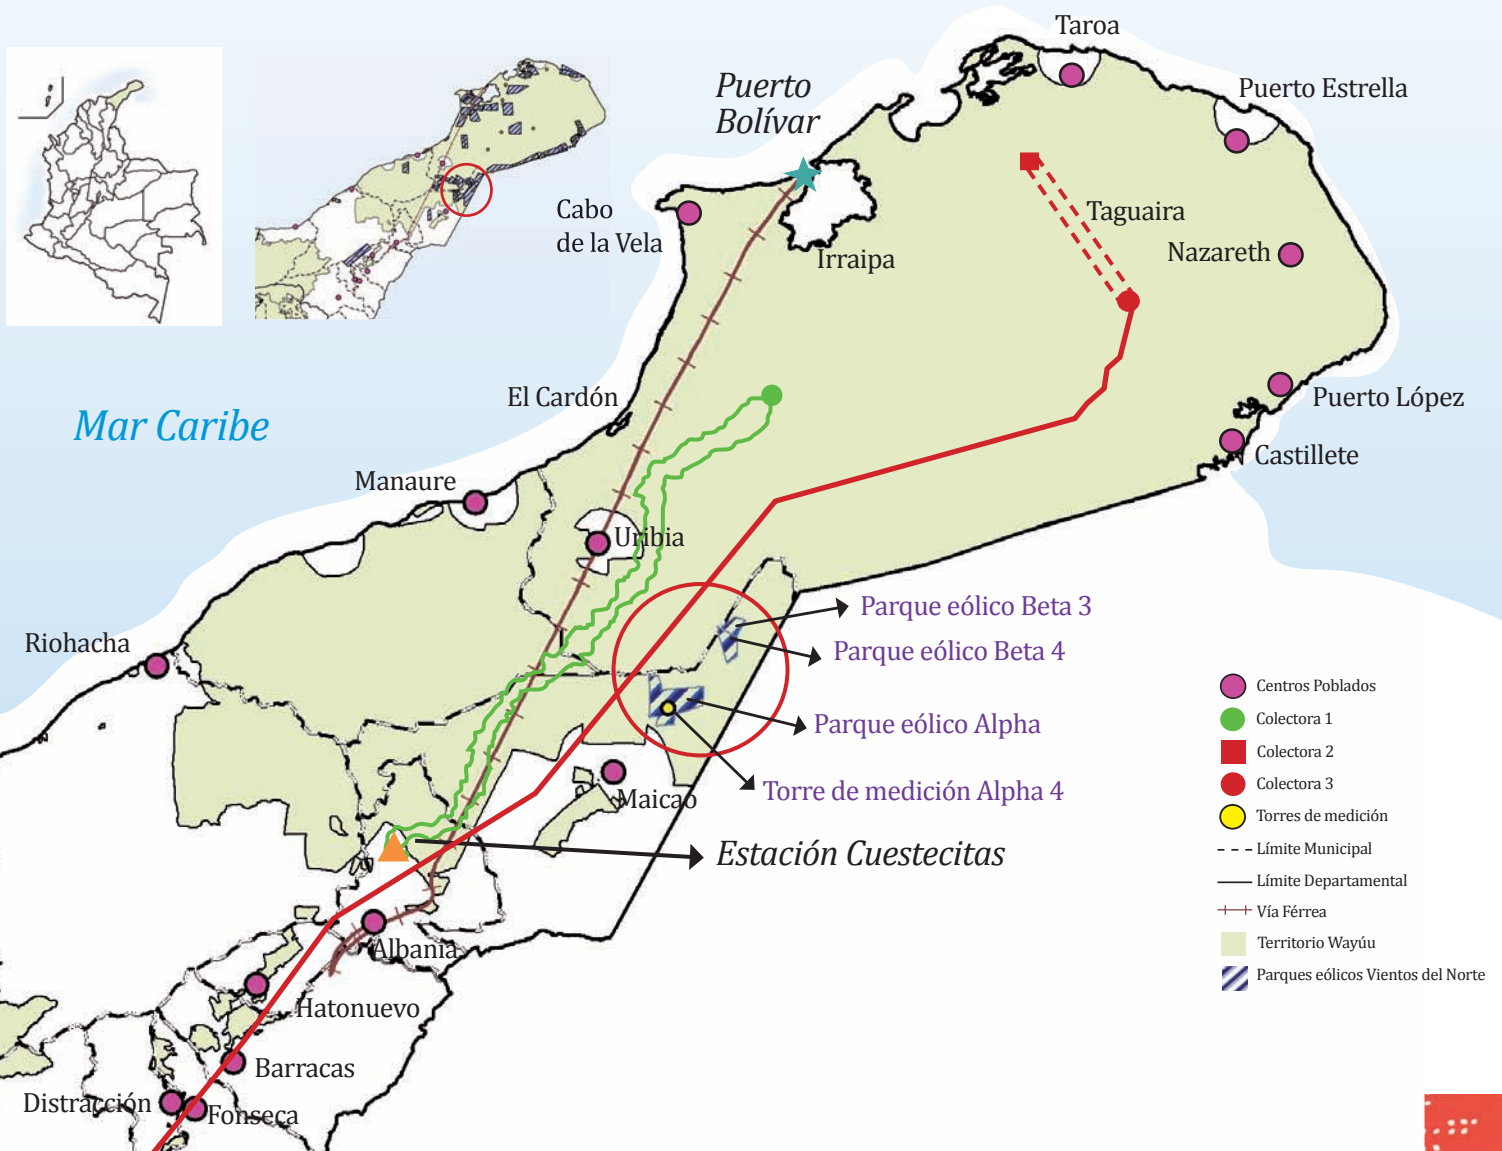 Taroa
Puerto
Bolívar
Puerto Estrella
Cabo
de la Vela
Taguaira
Nazareth
Irraipa
El Cardón
Puerto López
Mar Caribe
Castillete
Manaure
Uribia
Parque eólico Beta 3
Riohacha
Parque eólico Beta 4
Centros Poblados
Colectora 1
Parque eólico Alpha
Colectora 2
Colectora 3
Torre de medición Alpha 4
Maicao
Torres de medición
Estación Cuestecitas
Límite Municipal
Límite Departamental
Vía Férrea
Territorio Wayúu
Albania
Parques eólicos Vientos del Norte
Hatonuevo
Barracas
Distracción
Fonseca